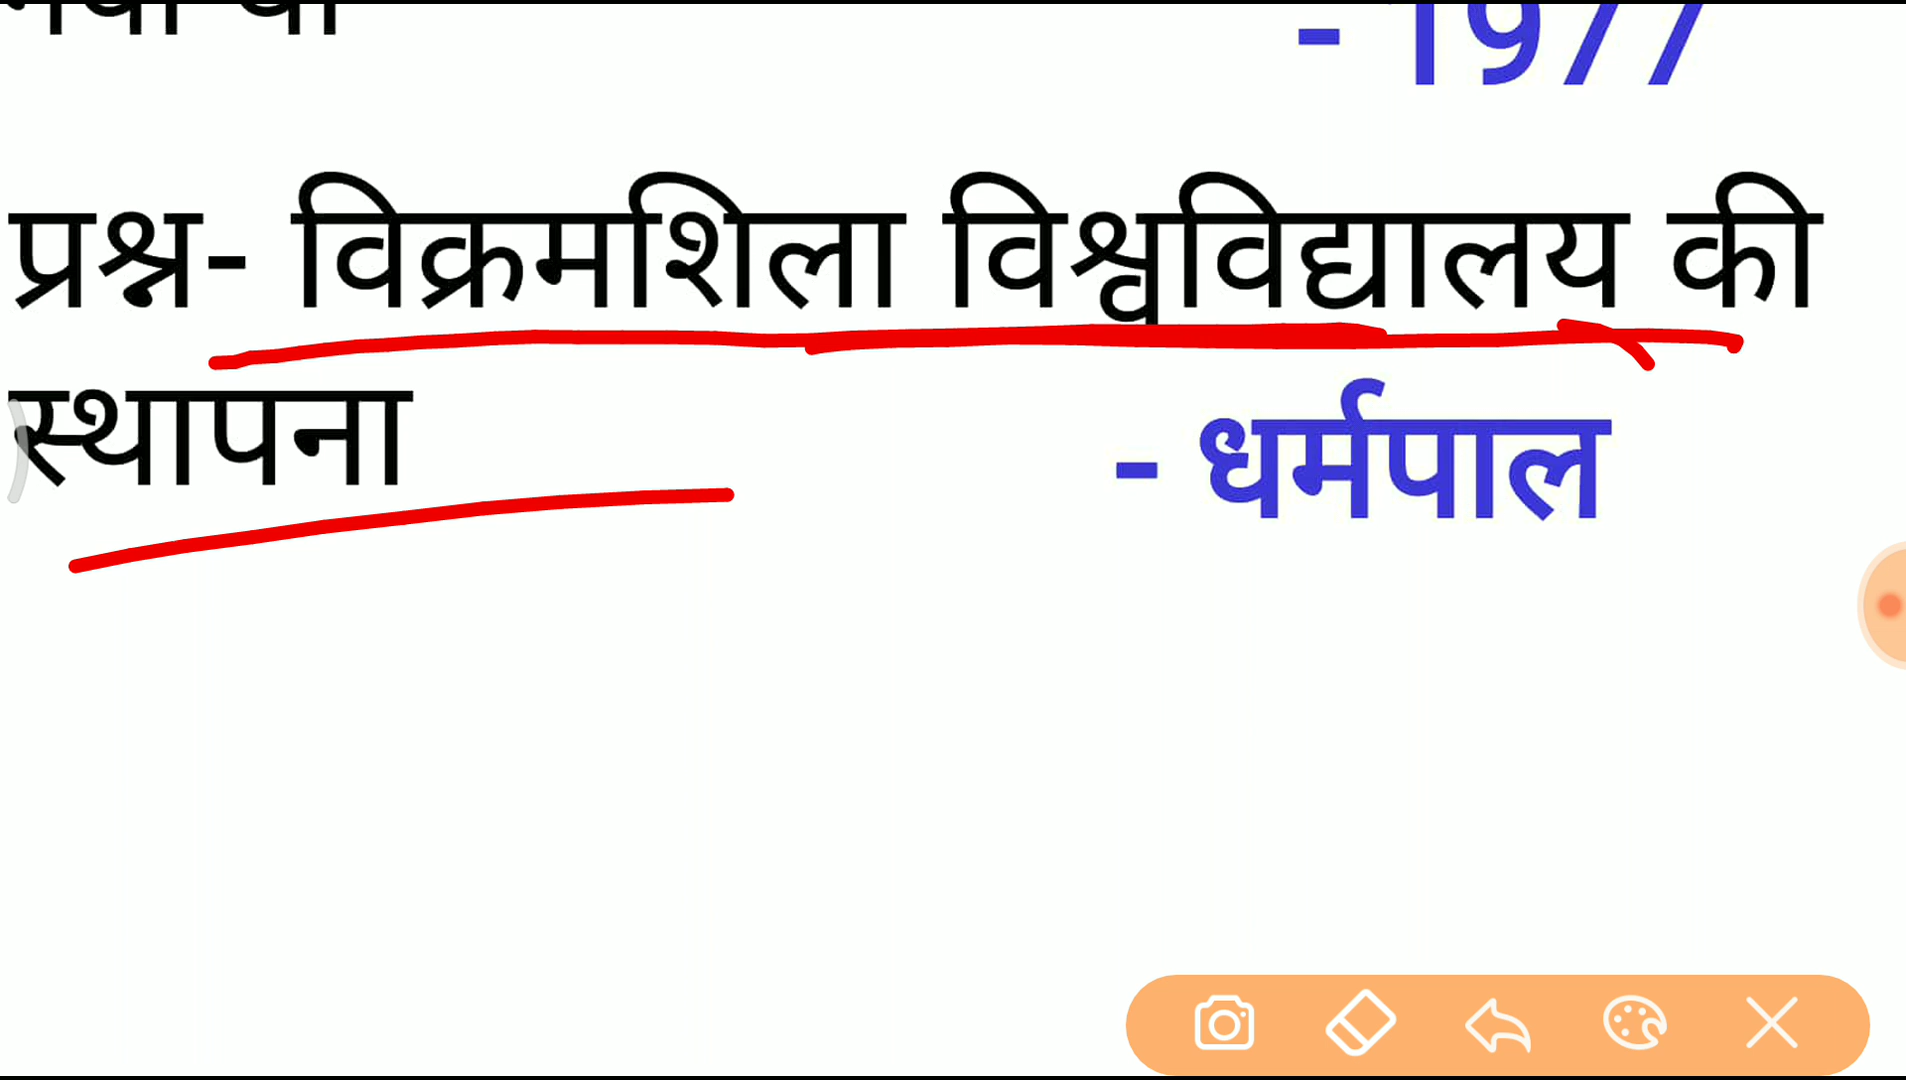 - 1977
प्रश्न- विक्रमशिला विश्वविद्यालय की
स्थापना - धर्मपाल